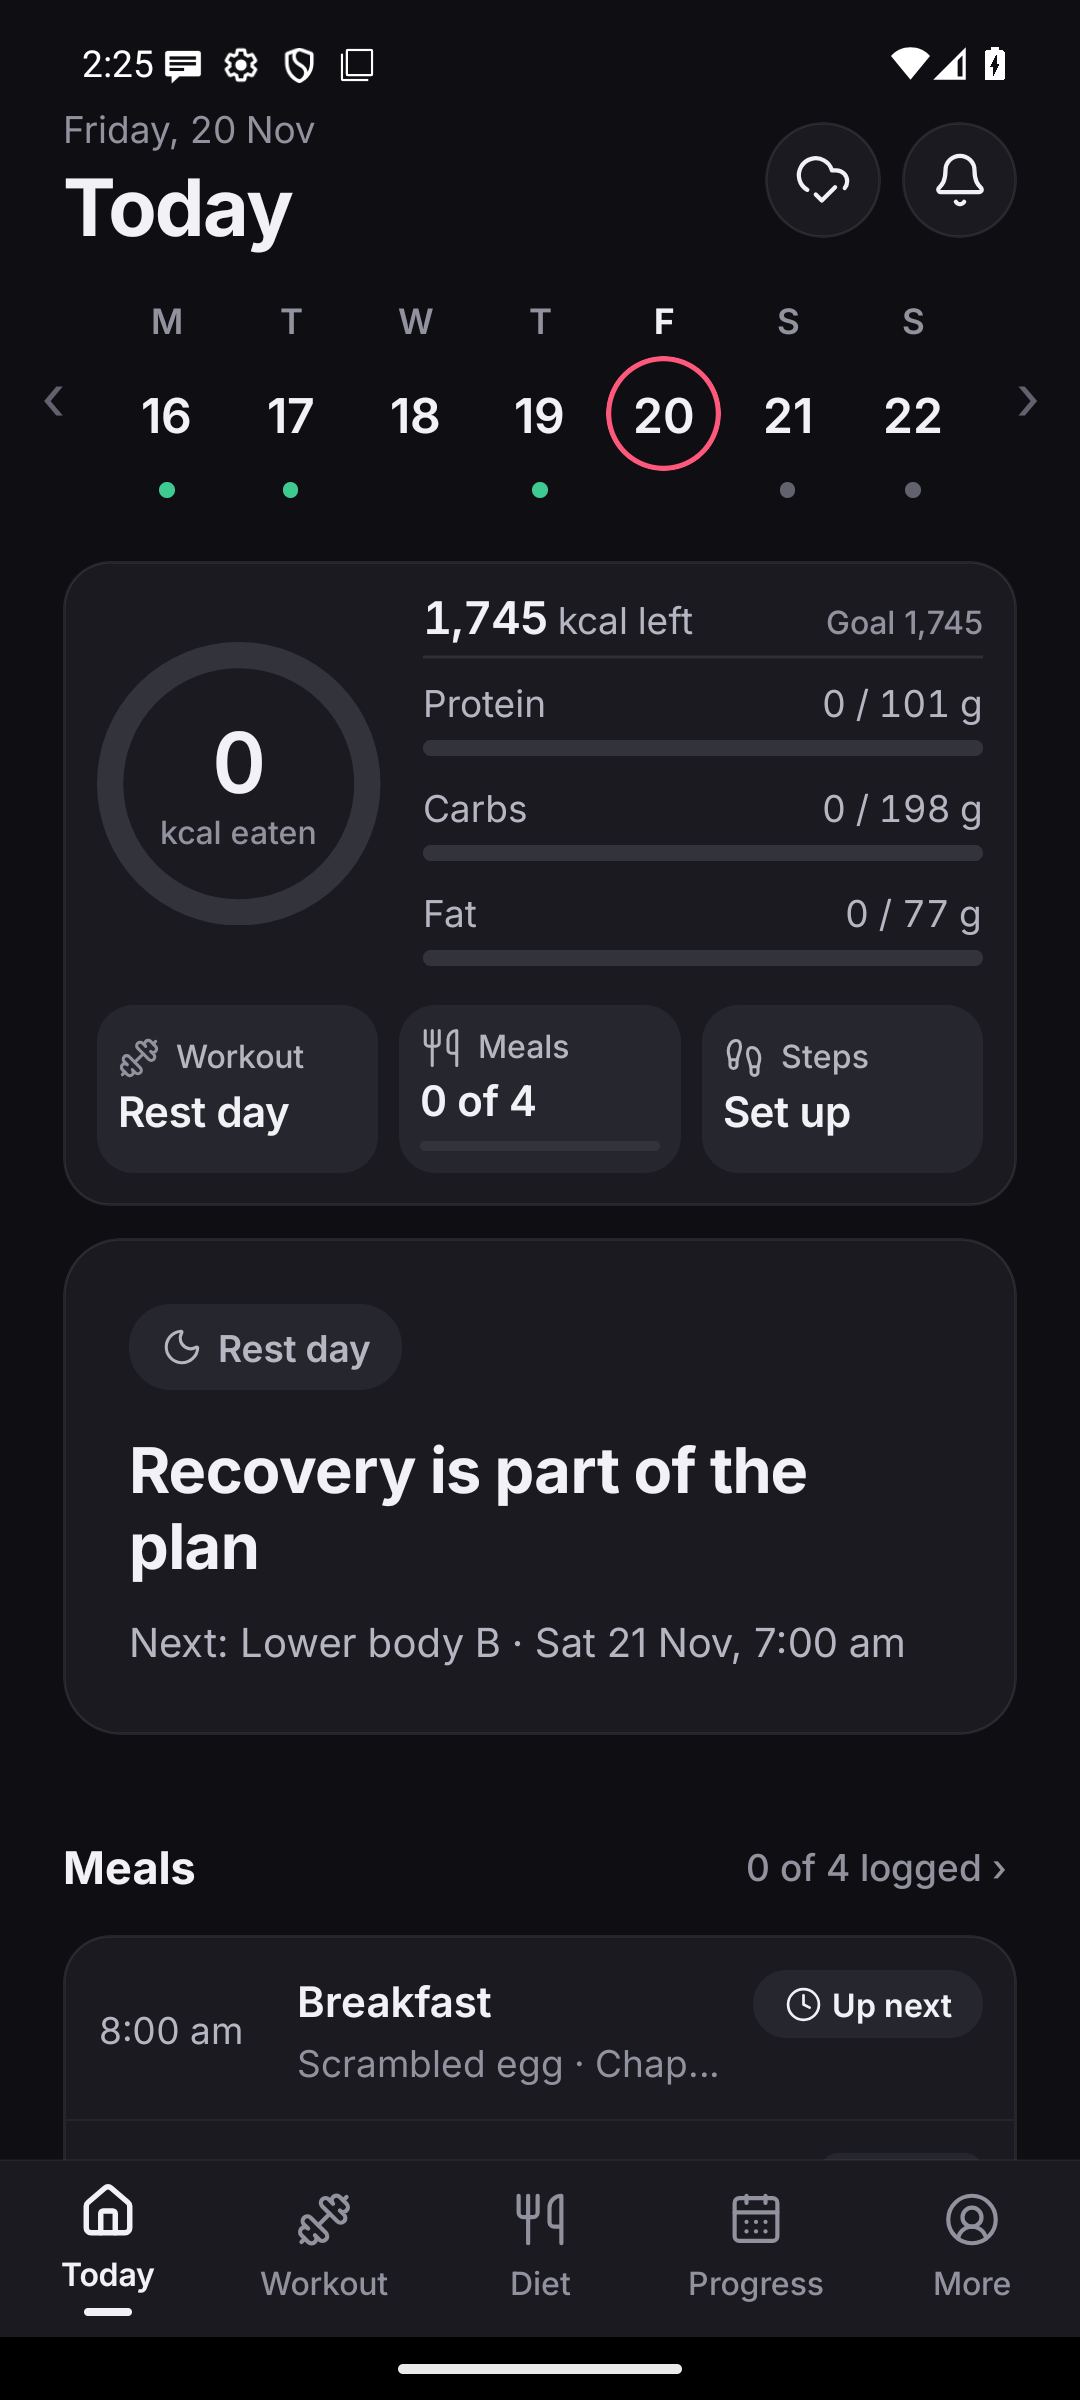 2:25
Friday, 20 Nov
Today
M T W T F S S
16 17 18 19 20 21 22
1,745 kcal left Goal 1,745
0
kcal eaten
Protein 0 / 101 g
Carbs 0 / 198 g
Fat 0 / 77 g
Workout
Rest day
Meals
0 of 4
Steps
Set up
Rest day
Recovery is part of the
plan
Next: Lower body B · Sat 21 Nov, 7:00 am
Meals 0 of 4 logged ›
8:00 am
Breakfast
Scrambled egg · Chap...
Up next
Today Workout Diet Progress More